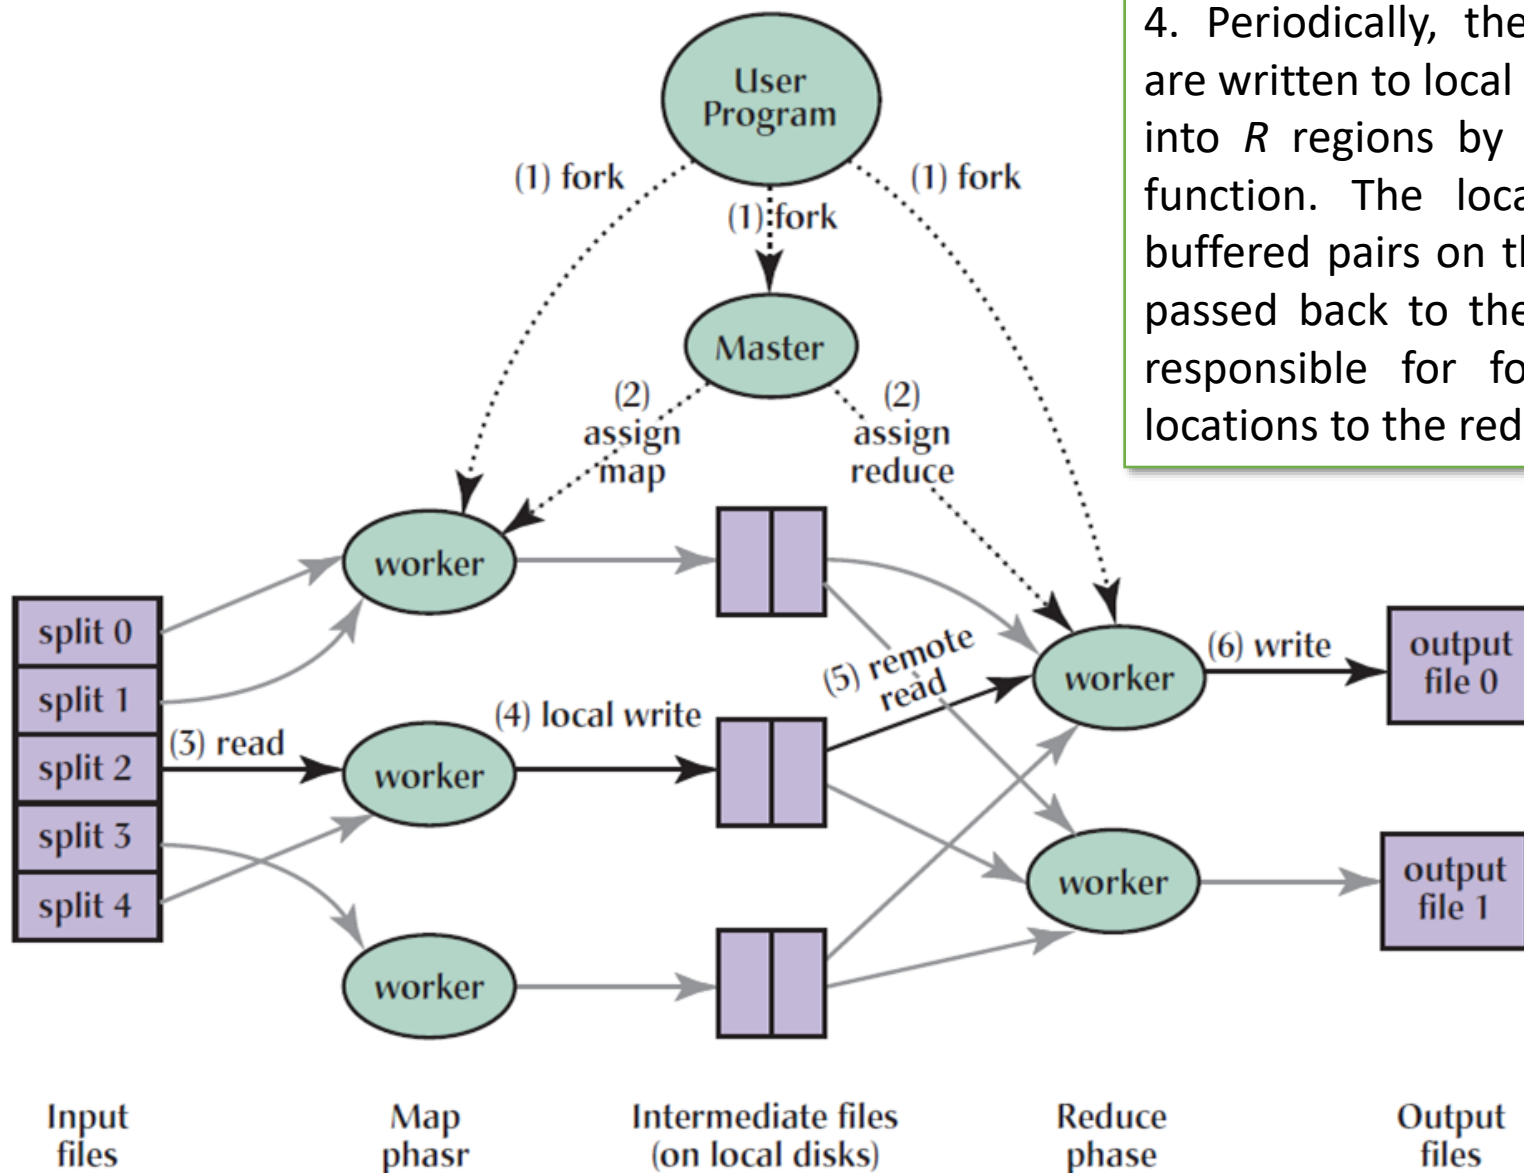 4. Periodically, the
are written to local
into R regions by
function. The loca
buffered pairs on th
passed back to the
responsible for fo
locations to the red
User
Program
(1) fork
(1) fork
(1) fork
Master
(2)
assign
map
(2)
assign
reduce
worker
split 0
split 1
split 2
split 3
split 4
(3) read
worker
(4) local write
(5) remote
read
worker
(6) write
output
file 0
worker
output
file 1
worker
Input
files
Map
phasr
Intermediate files
(on local disks)
Reduce
phase
Output
files